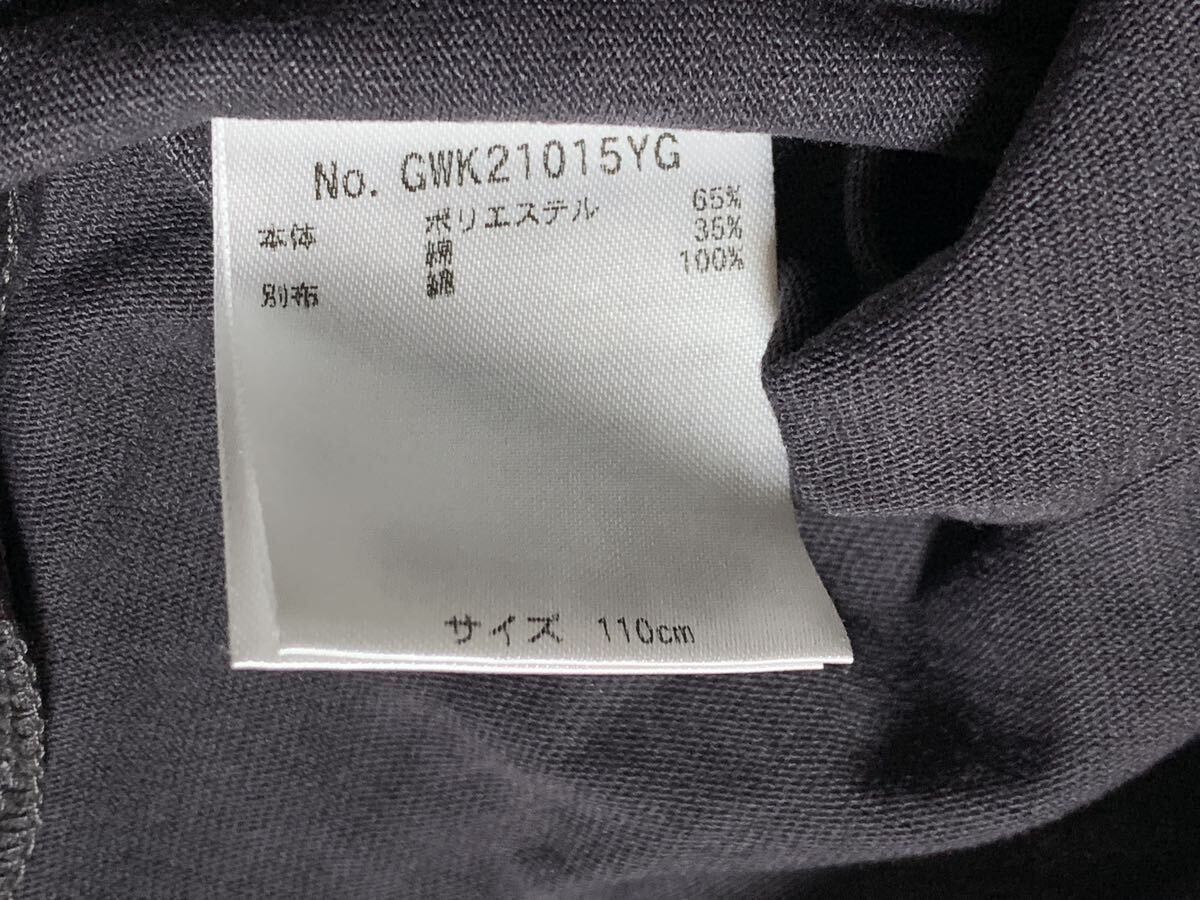 No. GWK21015YG
本体 ポリエステル 65%
綿 35%
別布 綿 100%
サイズ 110cm